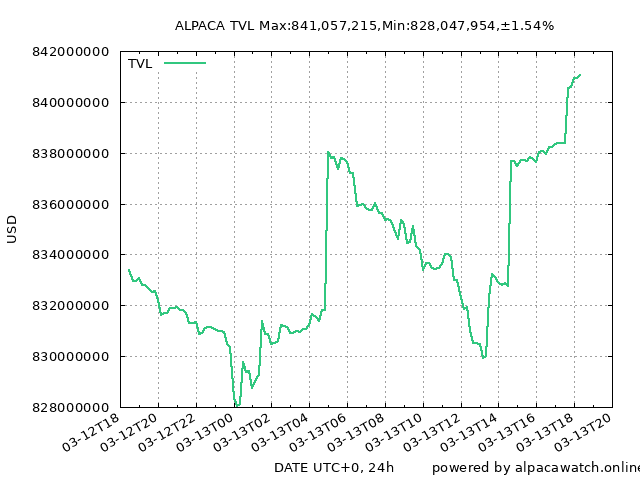 ALPACA TVL Max:841,057,215,Min:828,047,954,±1.54%
842000000
TVL
840000000
838000000
836000000
834000000
832000000
830000000
828000000
USD
03-12T18
03-12T20
03-12T22
03-13T00
03-13T02
03-13T04
03-13T06
03-13T08
03-13T10
03-13T12
03-13T14
03-13T16
03-13T18
03-13T20
DATE UTC+0, 24h
powered by alpacawatch.online